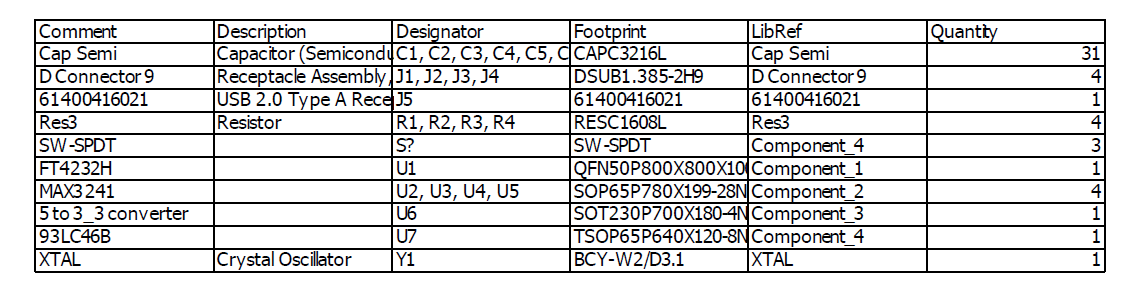 Comment Description Designator Footprint LibRef Quantity
Cap Semi Capacitor (Semicondu C1, C2, C3, C4, C5, C CAPC3216L Cap Semi 31
D Connector 9 Receptacle Assembly, J1, J2, J3, J4 DSUB1.385-2H9 D Connector 9 4
61400416021 USB 2.0 Type A Rece J5 61400416021 61400416021 1
Res3 Resistor R1, R2, R3, R4 RESC1608L Res3 4
SW-SPDT S? SW-SPDT Component_4 3
FT4232H U1 QFN50P800X800X100 Component_1 1
MAX3241 U2, U3, U4, U5 SOP65P780X199-28N Component_2 4
5 to 3_3 converter U6 SOT230P700X180-4N Component_3 1
93LC46B U7 TSOP65P640X120-8N Component_4 1
XTAL Crystal Oscillator Y1 BCY-W2/D3.1 XTAL 1